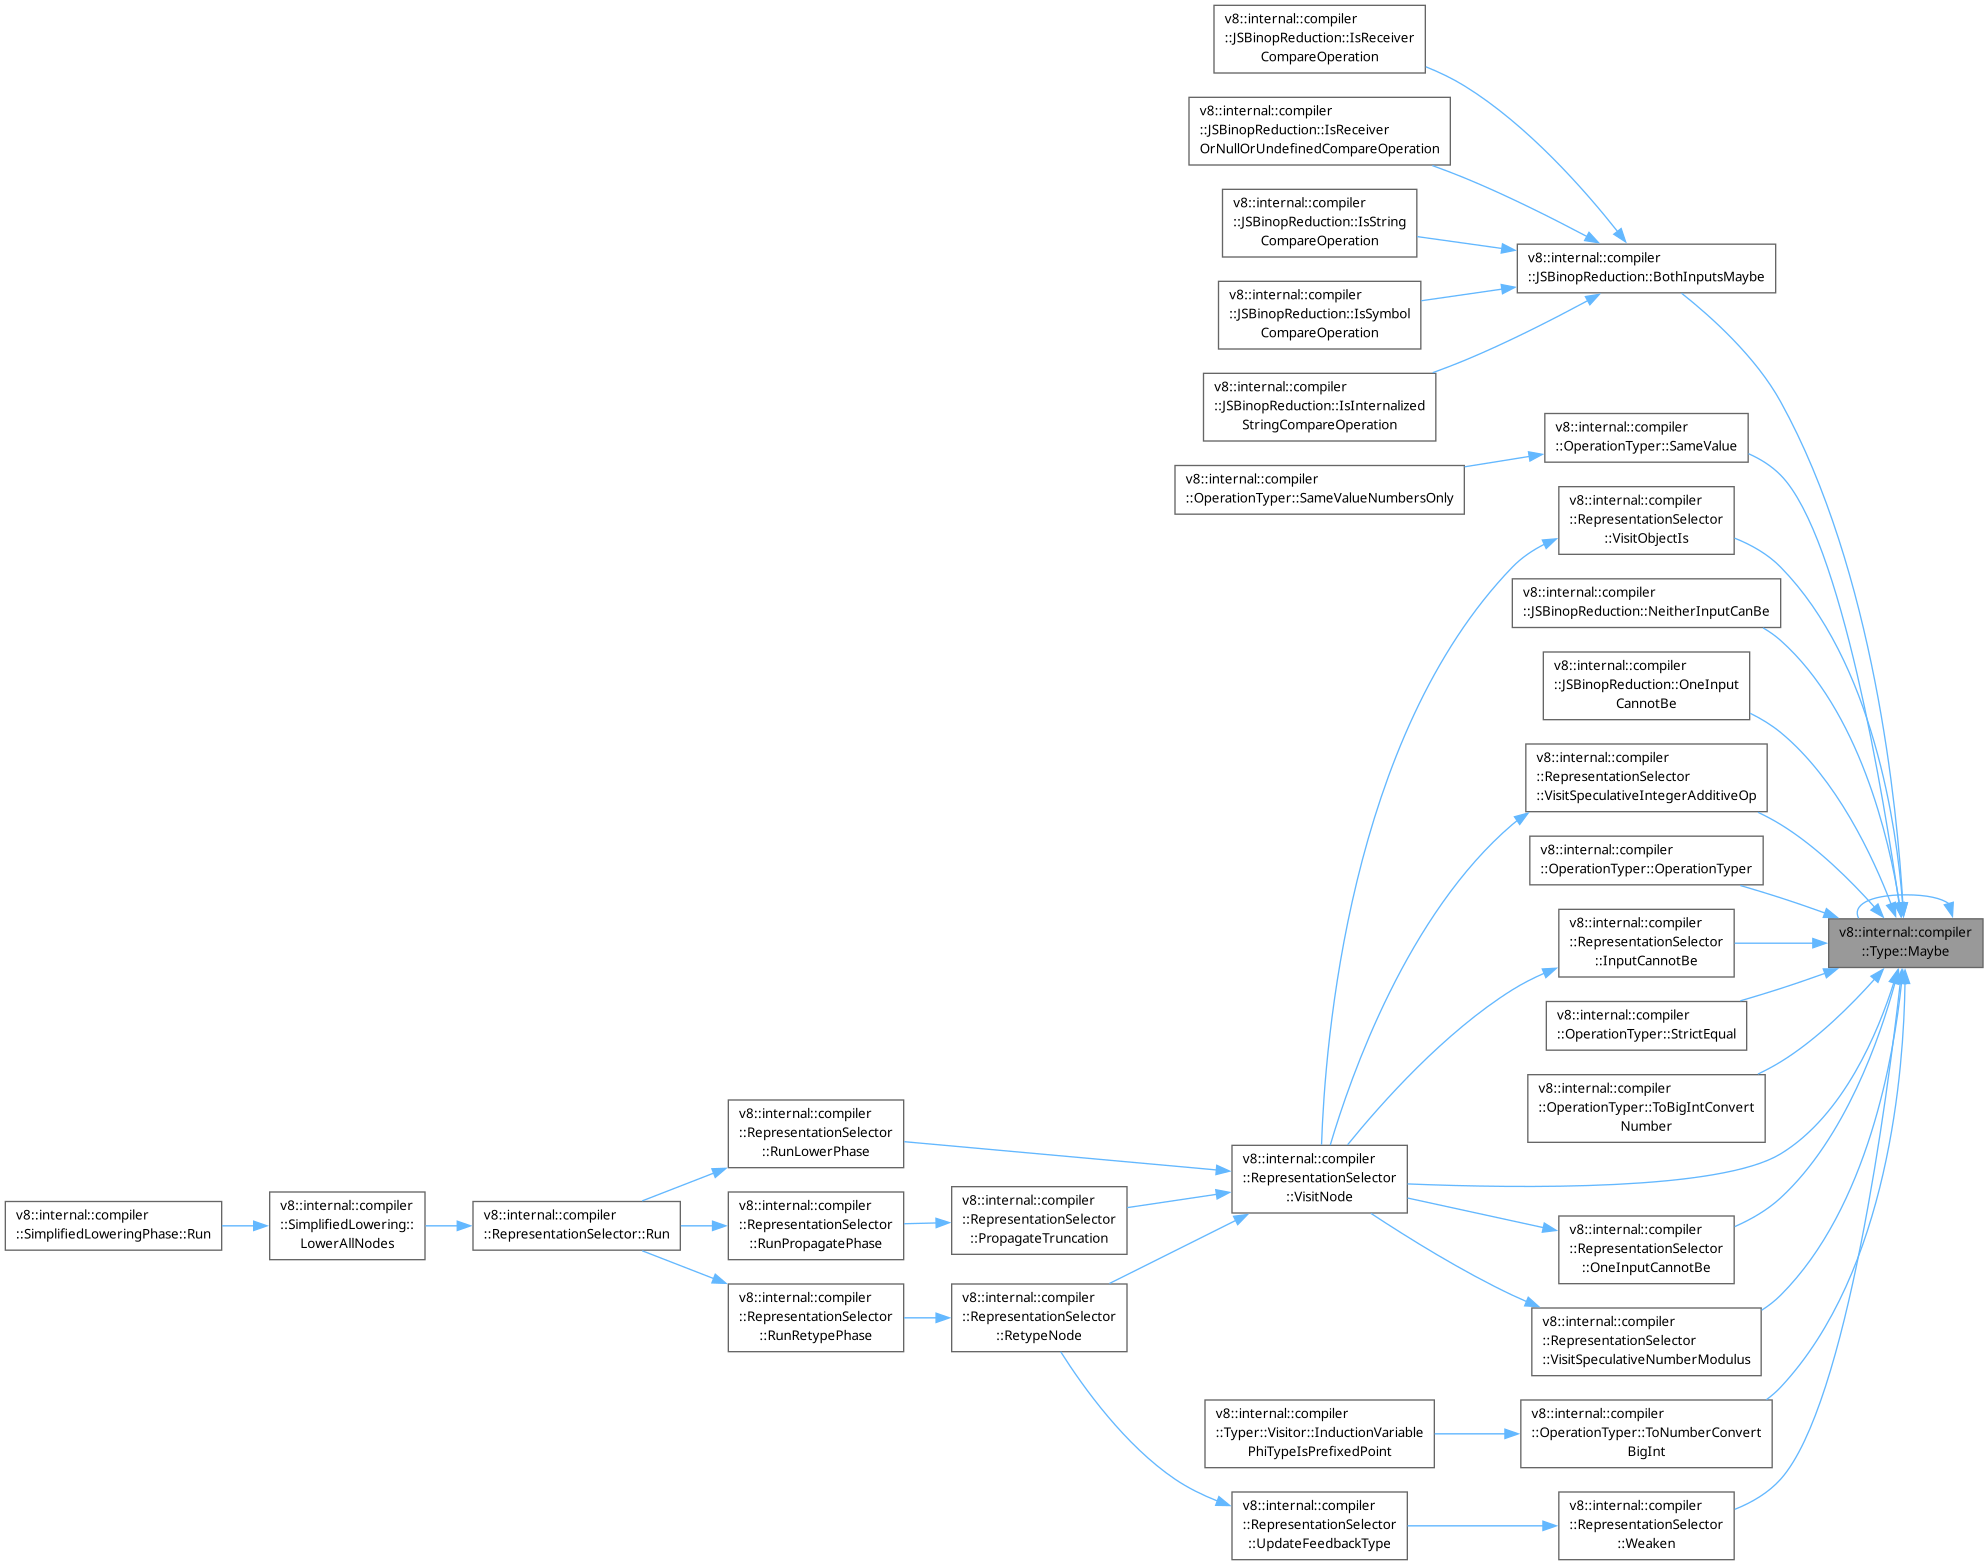 v8::internal::compiler
::JSBinopReduction::IsReceiver
CompareOperation
v8::internal::compiler
::JSBinopReduction::IsReceiver
OrNullOrUndefinedCompareOperation
v8::internal::compiler
::JSBinopReduction::IsString
CompareOperation
v8::internal::compiler
::JSBinopReduction::BothInputsMaybe
v8::internal::compiler
::JSBinopReduction::IsSymbol
CompareOperation
v8::internal::compiler
::JSBinopReduction::IsInternalized
StringCompareOperation
v8::internal::compiler
::OperationTyper::SameValue
v8::internal::compiler
::OperationTyper::SameValueNumbersOnly
v8::internal::compiler
::RepresentationSelector
::VisitObjectIs
v8::internal::compiler
::JSBinopReduction::NeitherInputCanBe
v8::internal::compiler
::JSBinopReduction::OneInput
CannotBe
v8::internal::compiler
::RepresentationSelector
::VisitSpeculativeIntegerAdditiveOp
v8::internal::compiler
::OperationTyper::OperationTyper
v8::internal::compiler
::RepresentationSelector
::InputCannotBe
v8::internal::compiler
::Type::Maybe
v8::internal::compiler
::OperationTyper::StrictEqual
v8::internal::compiler
::OperationTyper::ToBigIntConvert
Number
v8::internal::compiler
::RepresentationSelector
::RunLowerPhase
v8::internal::compiler
::RepresentationSelector
::VisitNode
v8::internal::compiler
::SimplifiedLoweringPhase::Run
v8::internal::compiler
::SimplifiedLowering::
LowerAllNodes
v8::internal::compiler
::RepresentationSelector::Run
v8::internal::compiler
::RepresentationSelector
::RunPropagatePhase
v8::internal::compiler
::RepresentationSelector
::PropagateTruncation
v8::internal::compiler
::RepresentationSelector
::OneInputCannotBe
v8::internal::compiler
::RepresentationSelector
::RunRetypePhase
v8::internal::compiler
::RepresentationSelector
::RetypeNode
v8::internal::compiler
::RepresentationSelector
::VisitSpeculativeNumberModulus
v8::internal::compiler
::Typer::Visitor::InductionVariable
PhiTypeIsPrefixedPoint
v8::internal::compiler
::OperationTyper::ToNumberConvert
BigInt
v8::internal::compiler
::RepresentationSelector
::UpdateFeedbackType
v8::internal::compiler
::RepresentationSelector
::Weaken